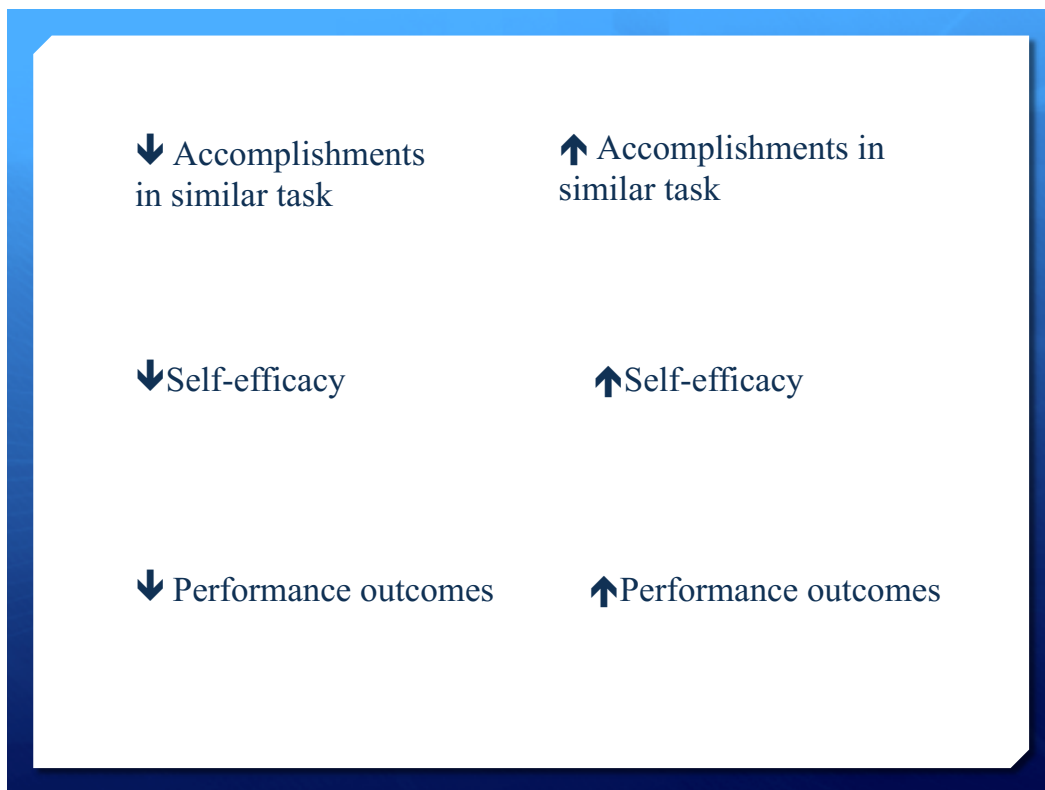 🡻 Accomplishments
in similar task
🡹 Accomplishments in
similar task
🡻Self-efficacy
🡹Self-efficacy
🡻 Performance outcomes
🡹Performance outcomes